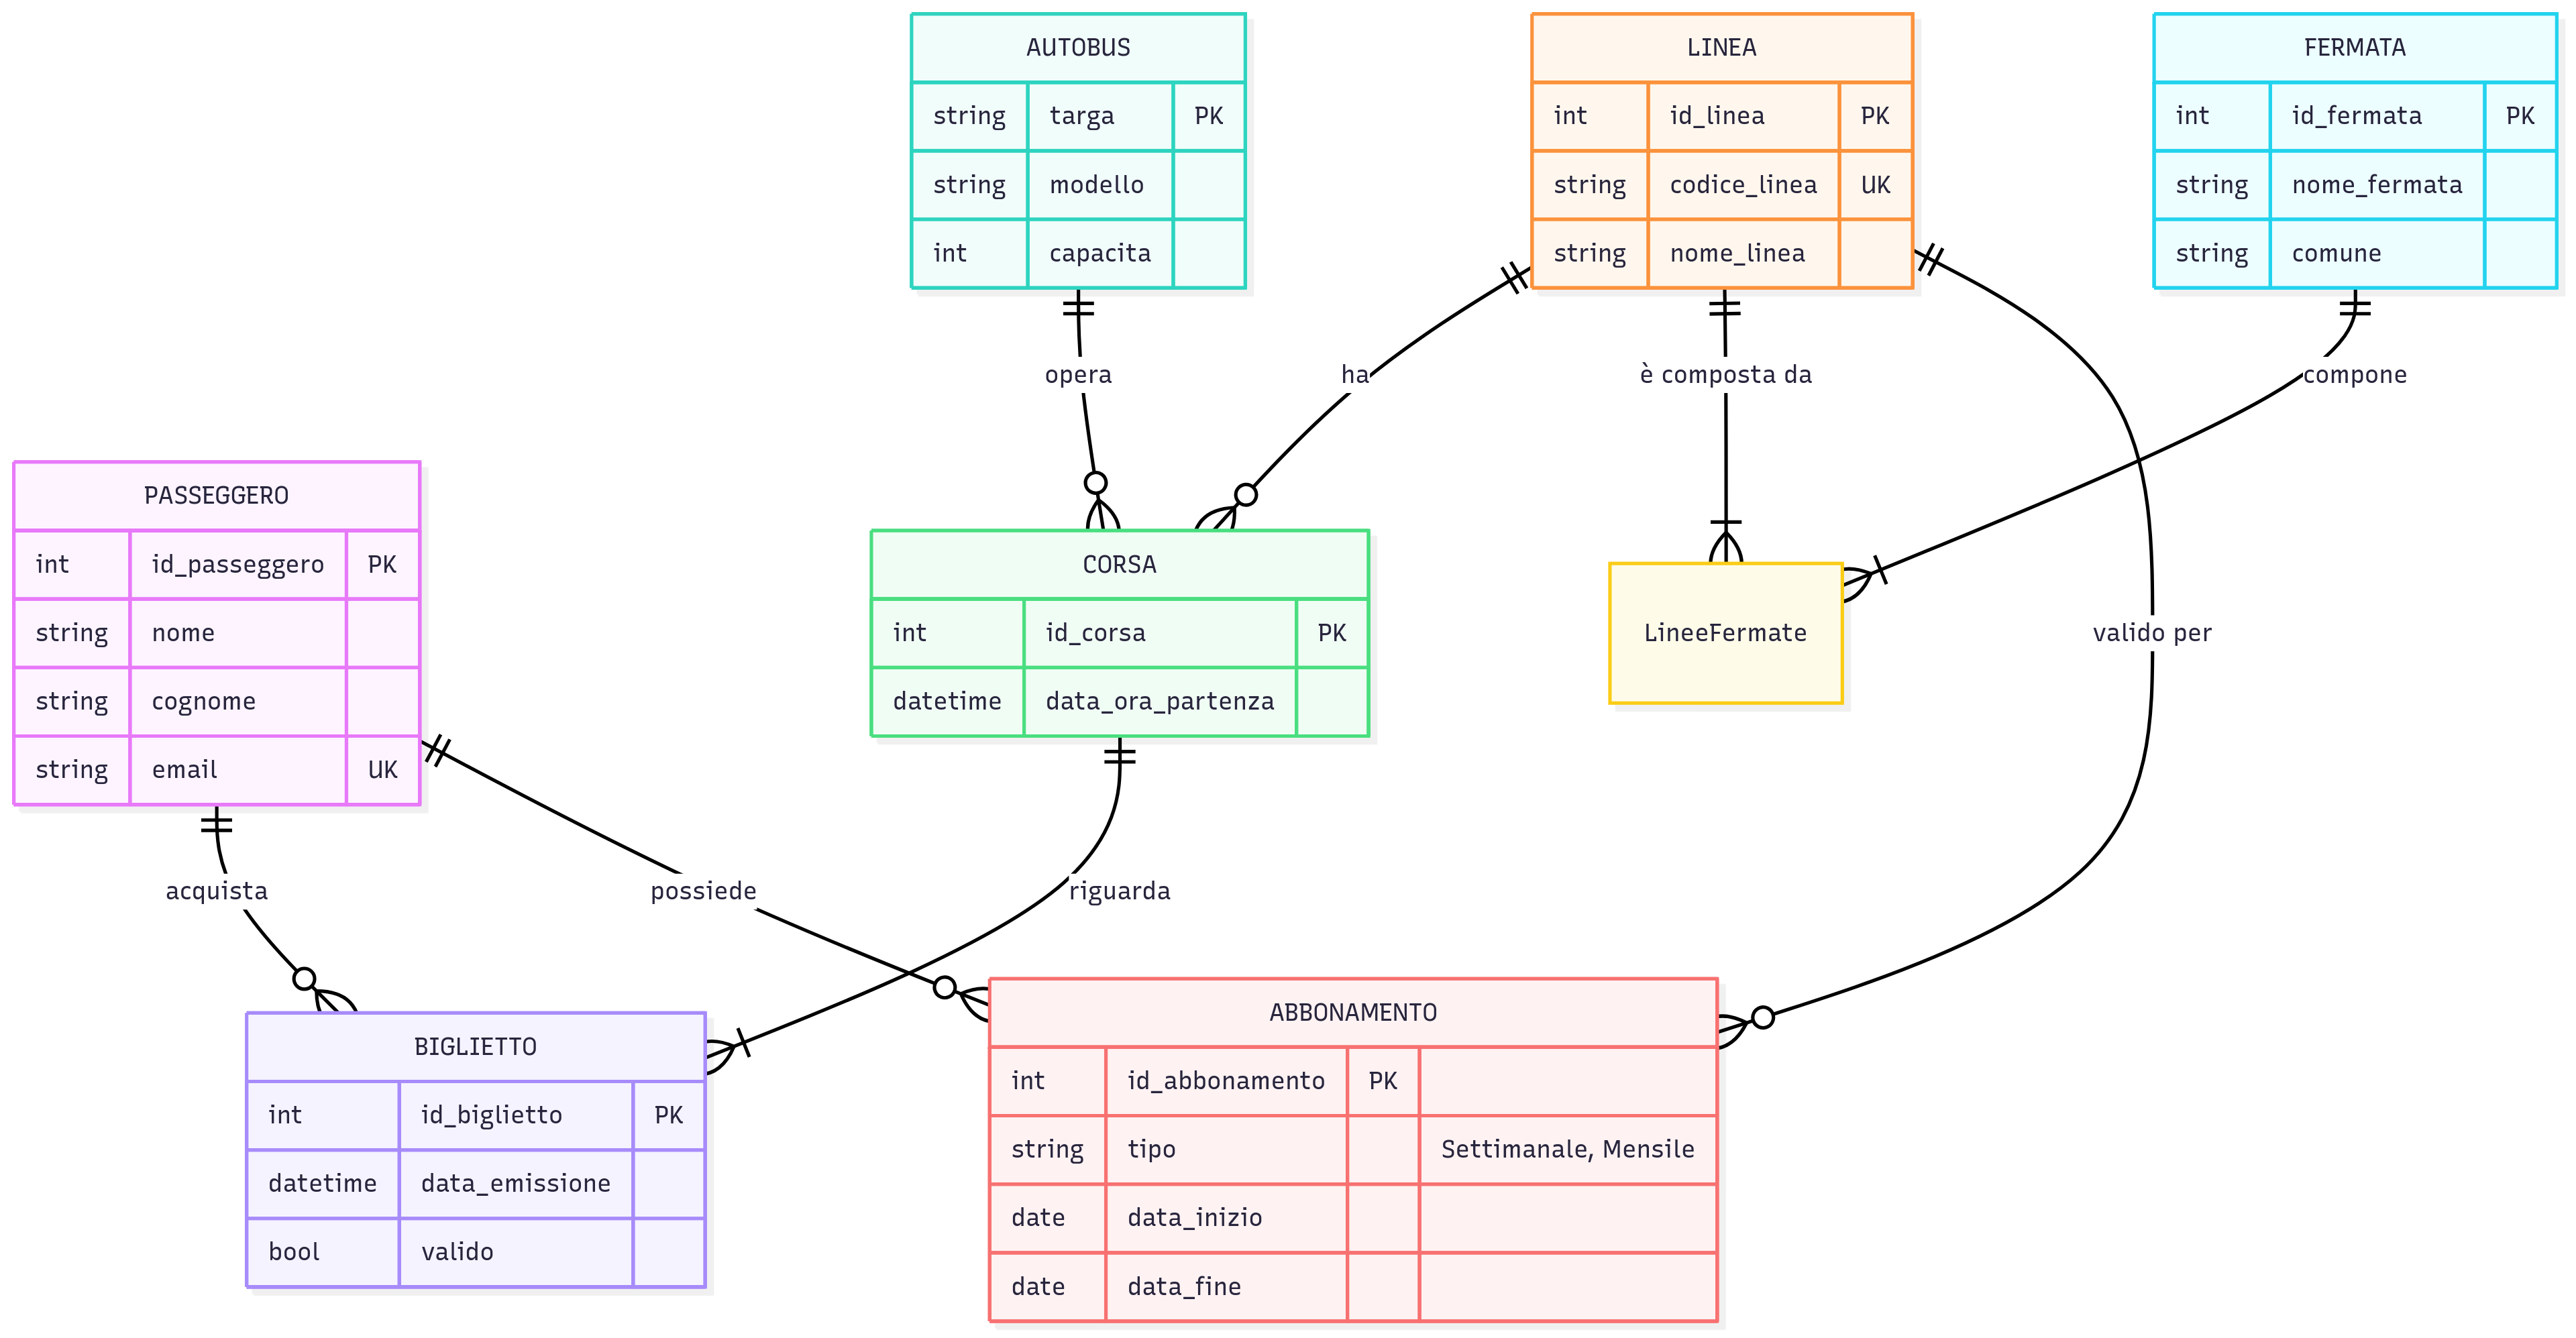 AUTOBUS
string targa PK
string modello
int capacita
LINEA
int id_linea PK
string codice_linea UK
string nome_linea
FERMATA
int id_fermata PK
string nome_fermata
string comune
opera
ha
è composta da
compone
PASSEGGERO
int id_passeggero PK
string nome
string cognome
string email UK
CORSA
int id_corsa PK
datetime data_ora_partenza
LineeFermate
valido per
acquista
possiede
riguarda
BIGLIETTO
int id_biglietto PK
datetime data_emissione
bool valido
ABBONAMENTO
int id_abbonamento PK
string tipo Settimanale, Mensile
date data_inizio
date data_fine